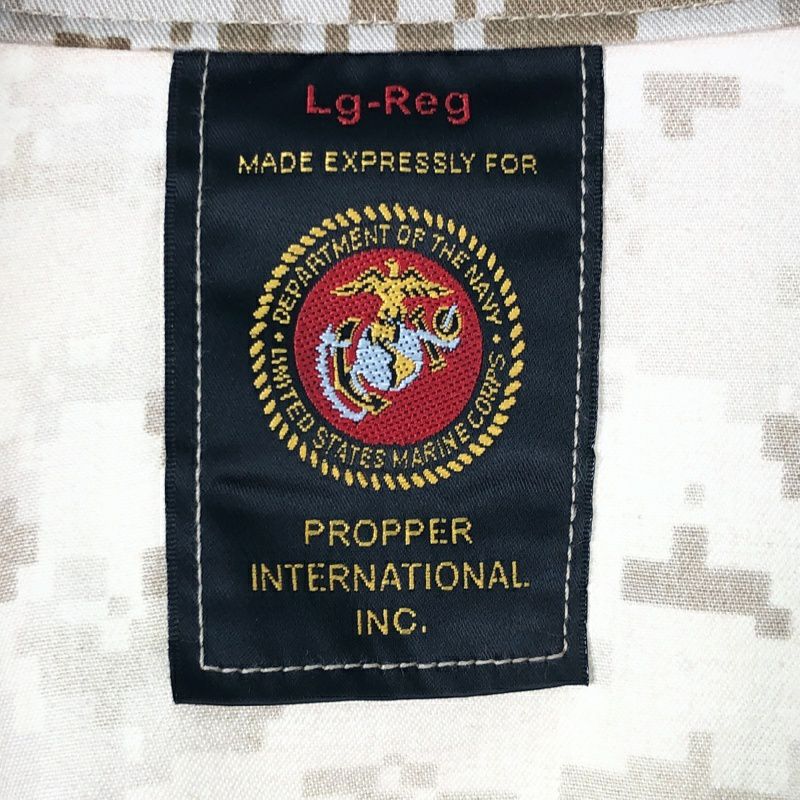 Lg-Reg
MADE EXPRESSLY FOR
DEPARTMENT OF THE NAVY
UNITED STATES MARINE CORPS
PROPPER
INTERNATIONAL
INC.